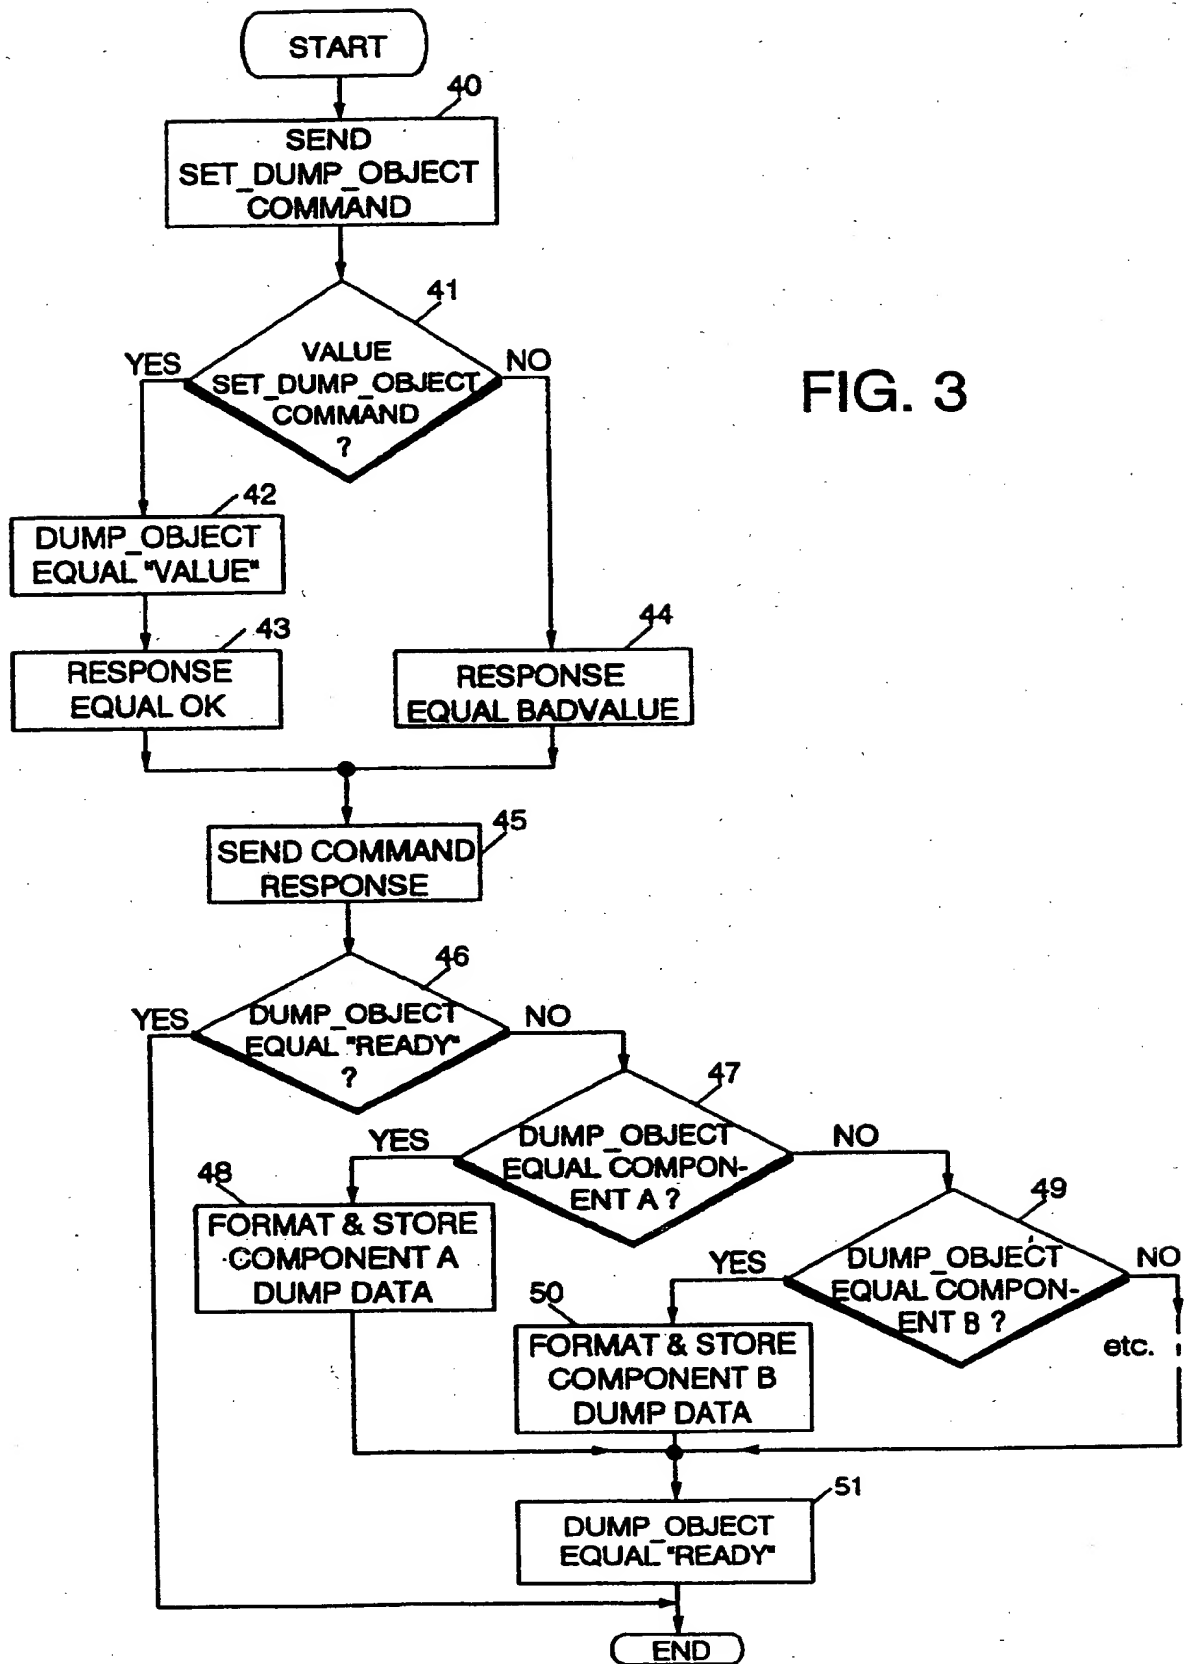 START
40
SEND
SET_DUMP_OBJECT
COMMAND
41
YES
NO
VALUE
SET_DUMP_OBJECT
COMMAND
?
FIG. 3
42
DUMP_OBJECT
EQUAL "VALUE"
43
RESPONSE
EQUAL OK
44
RESPONSE
EQUAL BADVALUE
45
SEND COMMAND
RESPONSE
46
YES
NO
DUMP_OBJECT
EQUAL "READY"
?
47
YES
NO
DUMP_OBJECT
EQUAL COMPON-
ENT A ?
48
FORMAT & STORE
COMPONENT A
DUMP DATA
49
YES
NO
DUMP_OBJECT
EQUAL COMPON-
ENT B ?
etc.
50
FORMAT & STORE
COMPONENT B
DUMP DATA
51
DUMP_OBJECT
EQUAL "READY"
END